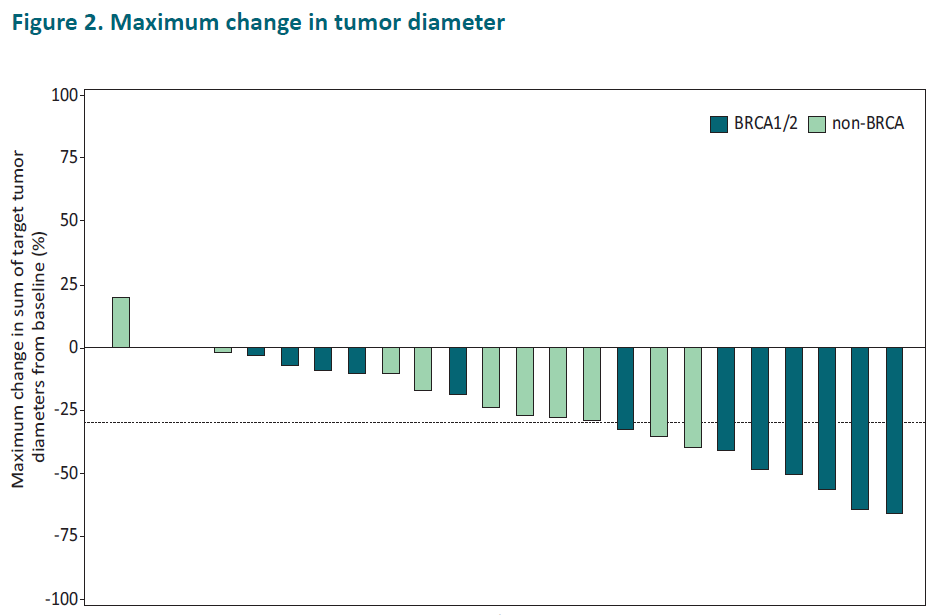 Figure 2. Maximum change in tumor diameter
100
75
50
25
0
-25
-50
-75
-100
Maximum change in sum of target tumor
diameters from baseline (%)
BRCA1/2
non-BRCA